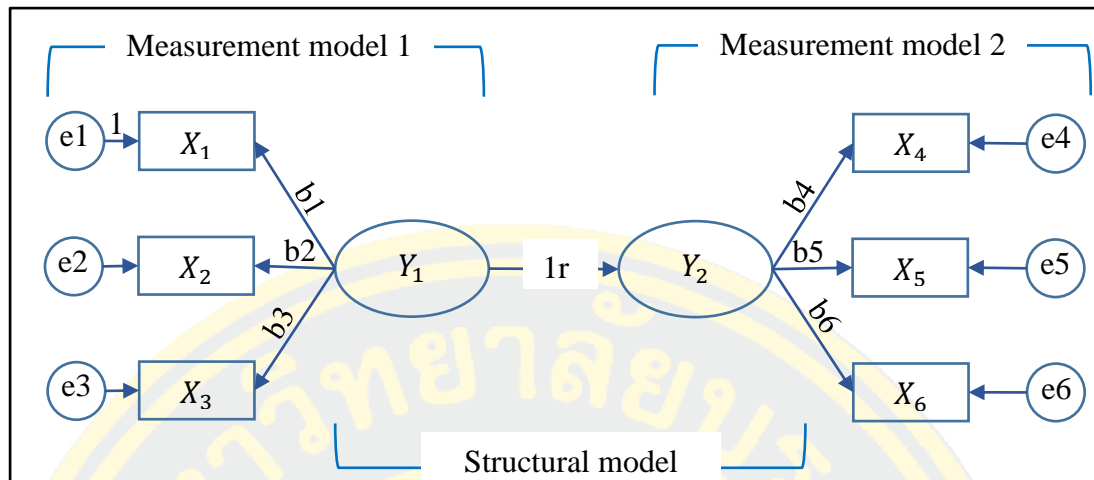 Measurement model 1
Measurement model 2
e1
1
X₁
b1
e2
X₂
b2
e3
X₃
b3
Y₁
1r
Y₂
b4
X₄
e4
b5
X₅
e5
b6
X₆
e6
Structural model